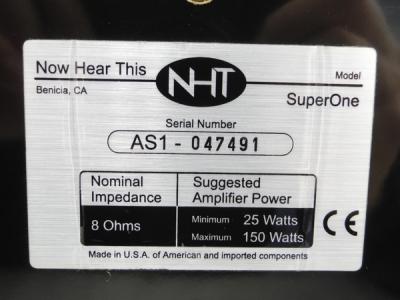 Now Hear This
Benicia, CA
NHT
Model
SuperOne
Serial Number
AS1 - 047491
Nominal Impedance
8 Ohms
Suggested Amplifier Power
Minimum 25 Watts
Maximum 150 Watts
CE
Made in U.S.A. of American and imported components